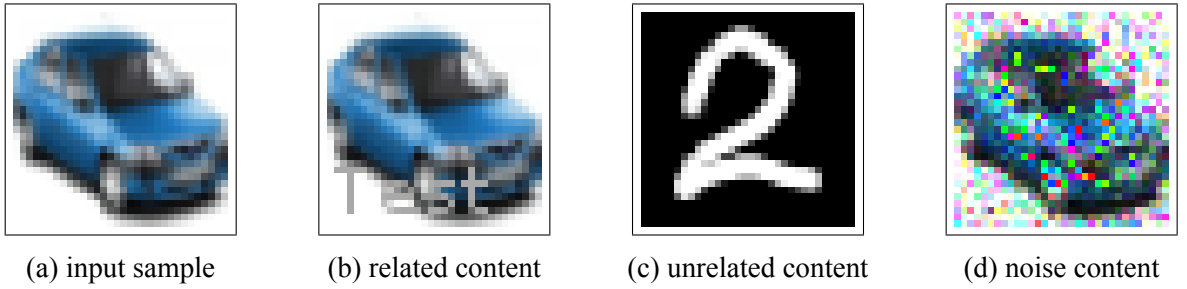 Test
2
(a) input sample
(b) related content
(c) unrelated content
(d) noise content